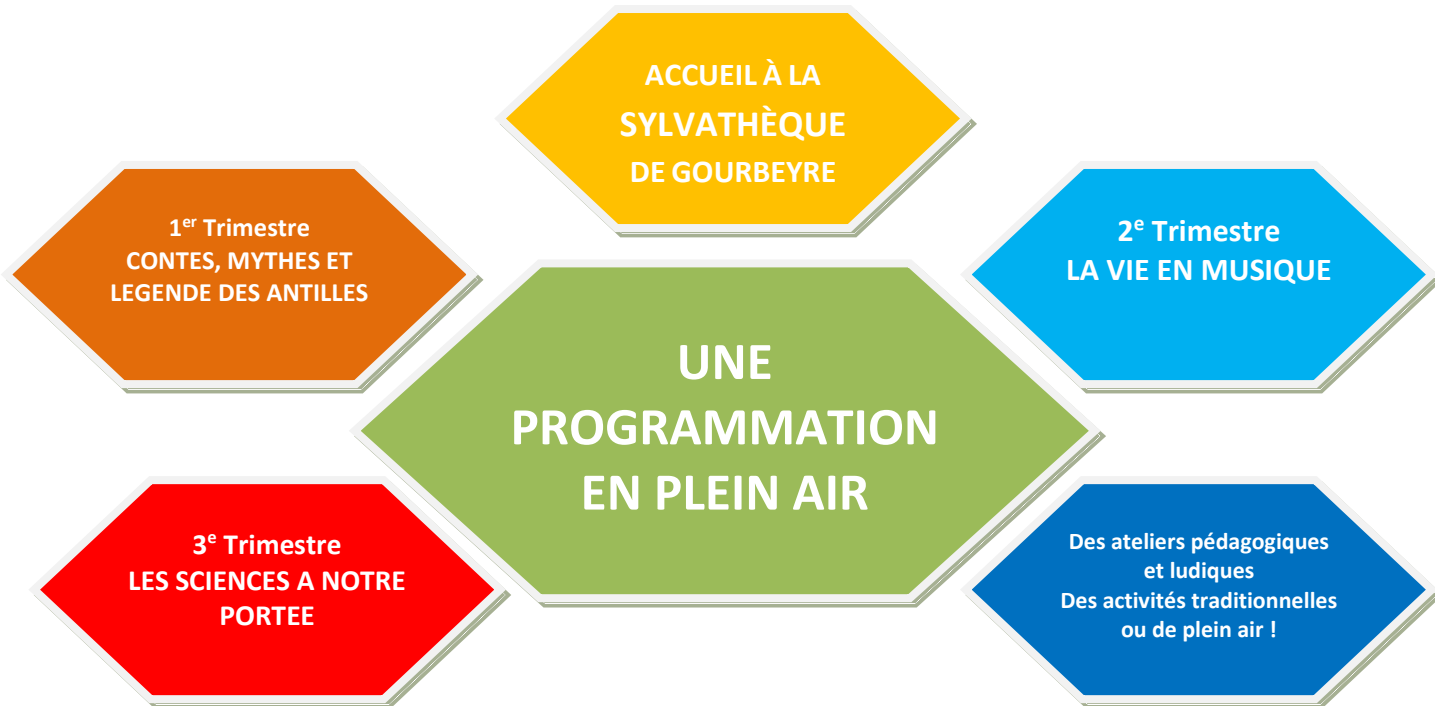 ACCUEIL À LA
SYLVATHÈQUE
DE GOURBEYRE
1er Trimestre
CONTES, MYTHES ET
LEGENDE DES ANTILLES
2e Trimestre
LA VIE EN MUSIQUE
UNE
PROGRAMMATION
EN PLEIN AIR
3e Trimestre
LES SCIENCES A NOTRE
PORTEE
Des ateliers pédagogiques
et ludiques
Des activités traditionnelles
ou de plein air !